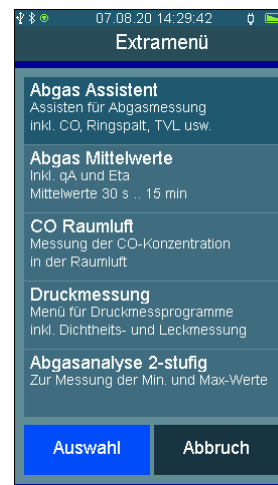 07.08.20 14:29:42
Extramenü
Abgas Assistent
Assisten für Abgasmessung
inkl. CO, Ringspalt, TVL usw.
Abgas Mittelwerte
Inkl. qA und Eta
Mittelwerte 30 s .. 15 min
CO Raumluft
Messung der CO-Konzentration
in der Raumluft
Druckmessung
Menü für Druckmessprogramme
inkl. Dichtheits- und Leckmessung
Abgasanalyse 2-stufig
Zur Messung der Min. und Max-Werte
Auswahl
Abbruch